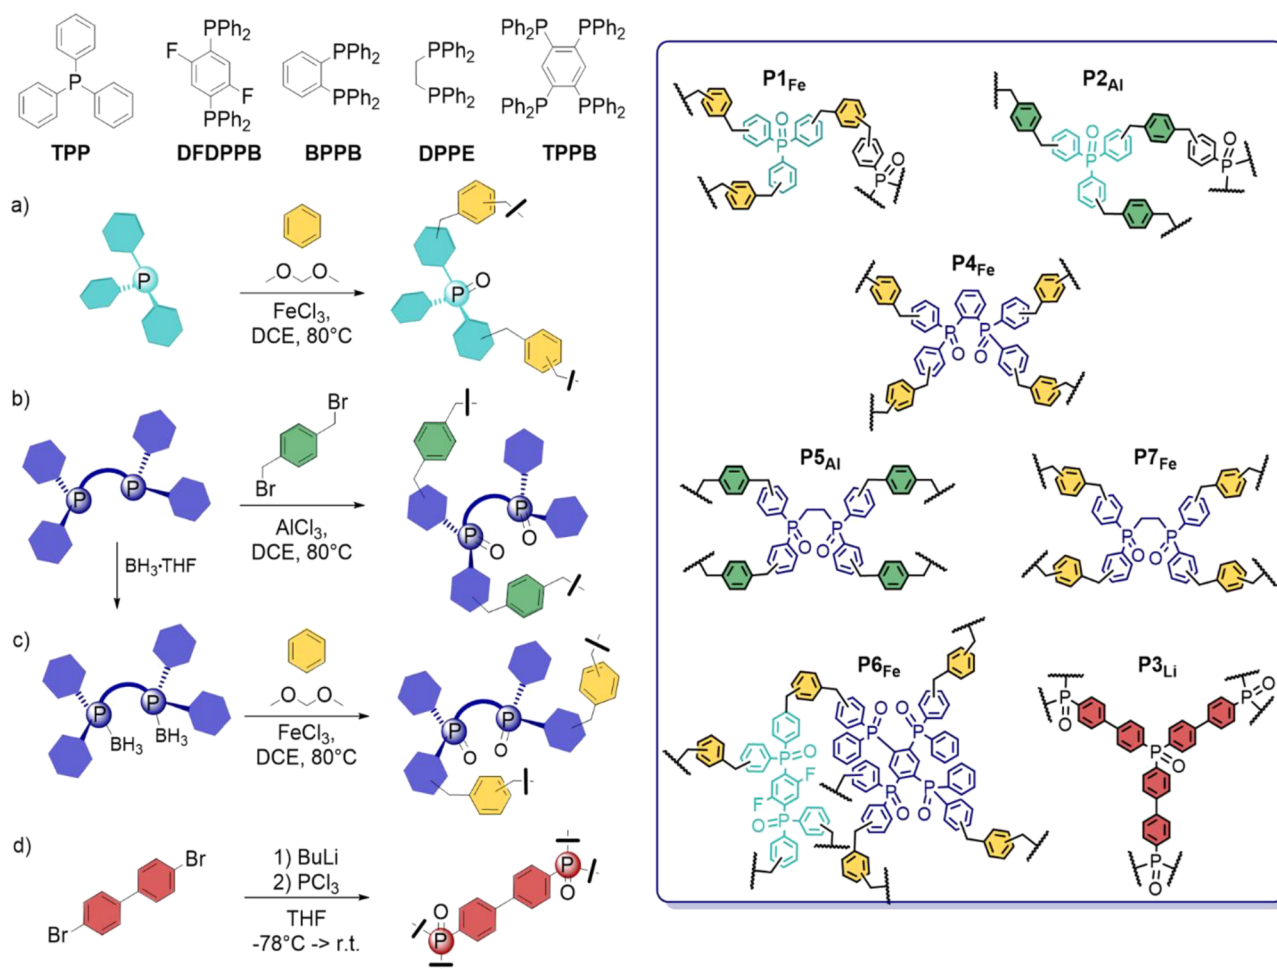 PPh₂
PPh₂
Ph₂P
PPh₂
F
PPh₂
P
F
PPh₂
PPh₂
PPh₂
Ph₂P
PPh₂
PPh₂
TPP
DFDPPB
BPPB
DPPE
TPPB
a)
P
O
O
FeCl₃,
DCE, 80°C
P
O
b)
P
P
Br
Br
AlCl₃,
DCE, 80°C
P
O
P
O
BH₃·THF
c)
P
BH₃
P
BH₃
O
O
FeCl₃,
DCE, 80°C
P
O
P
O
d)
Br
Br
1) BuLi
2) PCl₃
THF
-78°C -> r.t.
P
O
O
P
P1Fe
O
P
O
P
P2Al
O
P
O
P
P4Fe
P
O
P
O
P5Al
P
O
P
O
P7Fe
P
O
P
O
P6Fe
O
P
O
P
P
O
F
F
P
O
P
O
P
O
P3Li
P
O
P
O
P
O
P
O